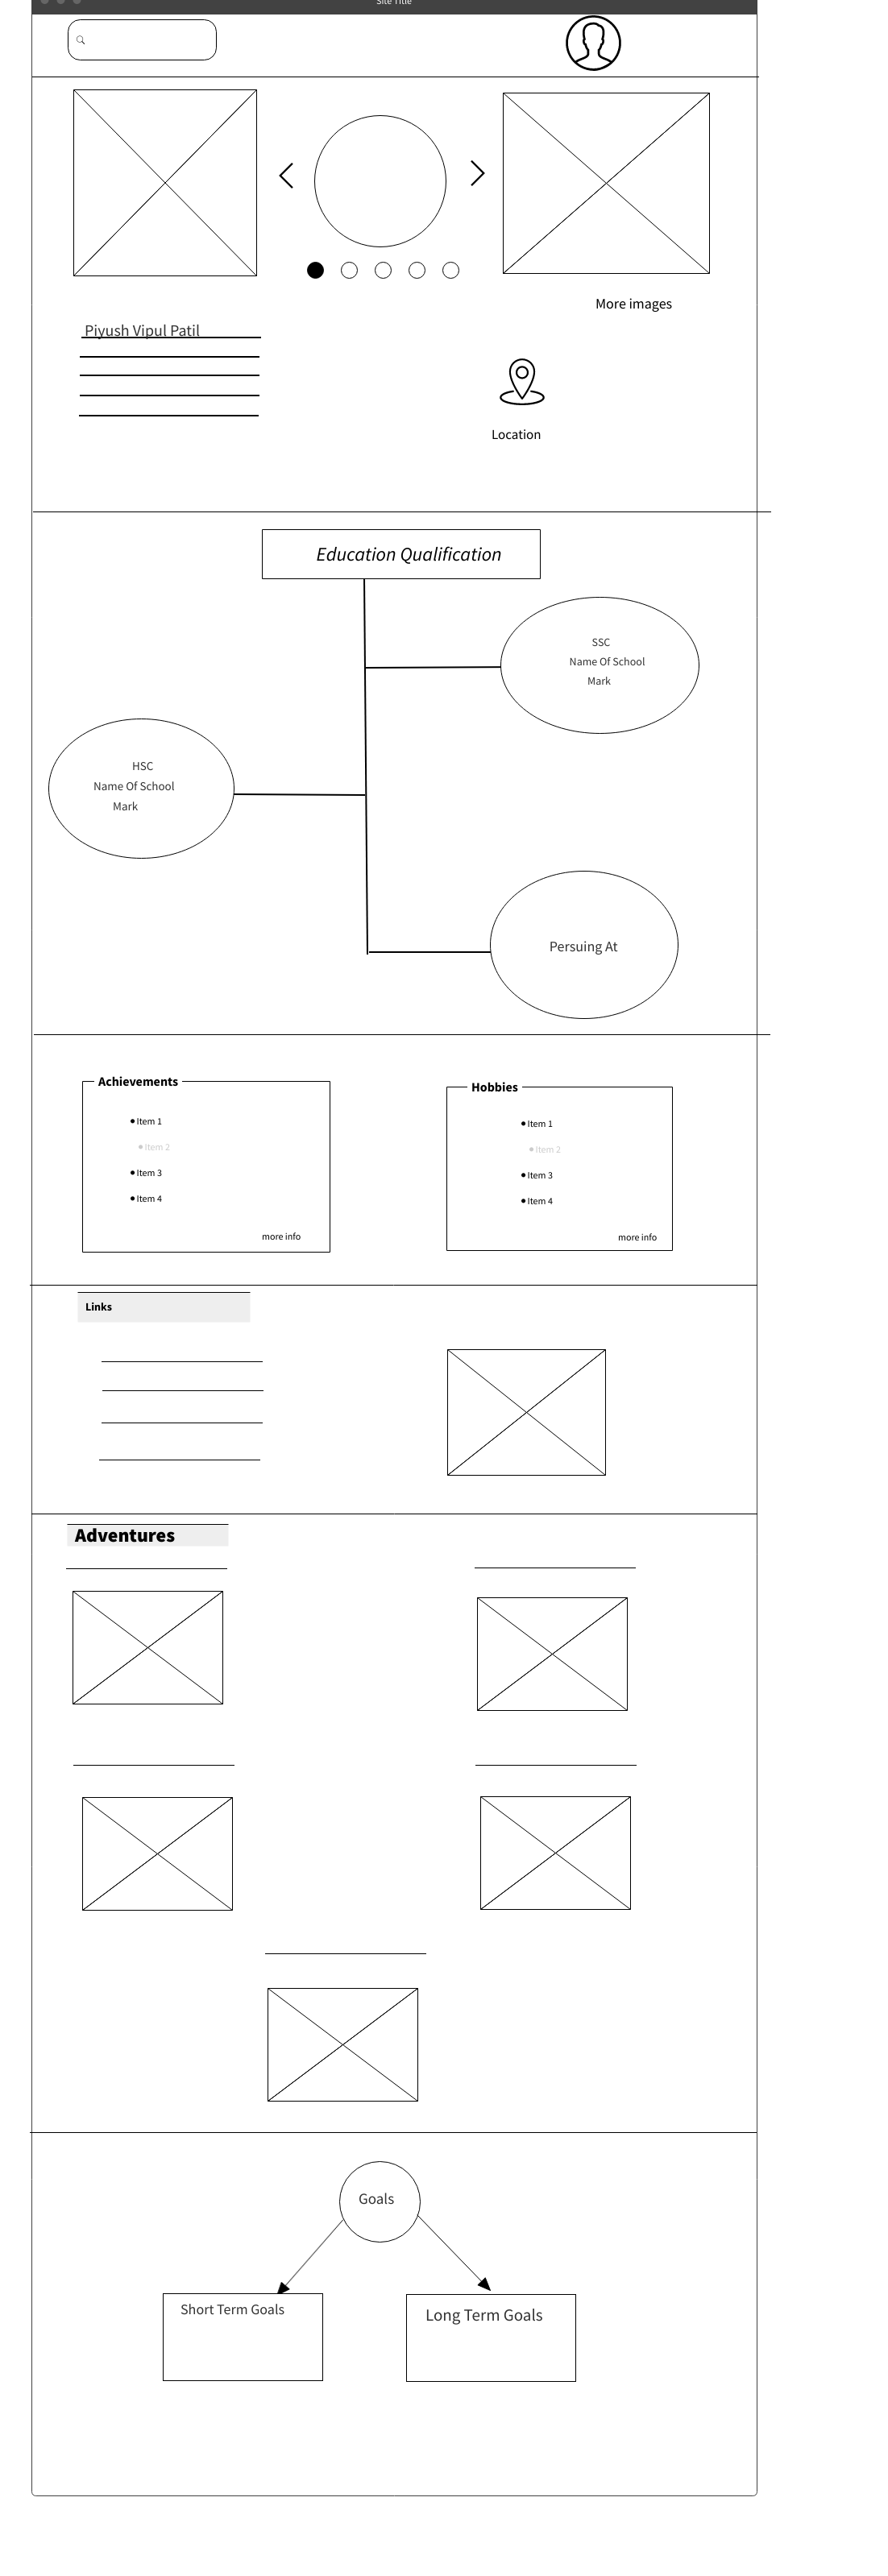 Site Title
More images
Piyush Vipul Patil
Location
Education Qualification
SSC
Name Of School
Mark
HSC
Name Of School
Mark
Persuing At
Achievements
Item 1
Item 2
Item 3
Item 4
more info
Hobbies
Item 1
Item 2
Item 3
Item 4
more info
Links
Adventures
Goals
Short Term Goals
Long Term Goals